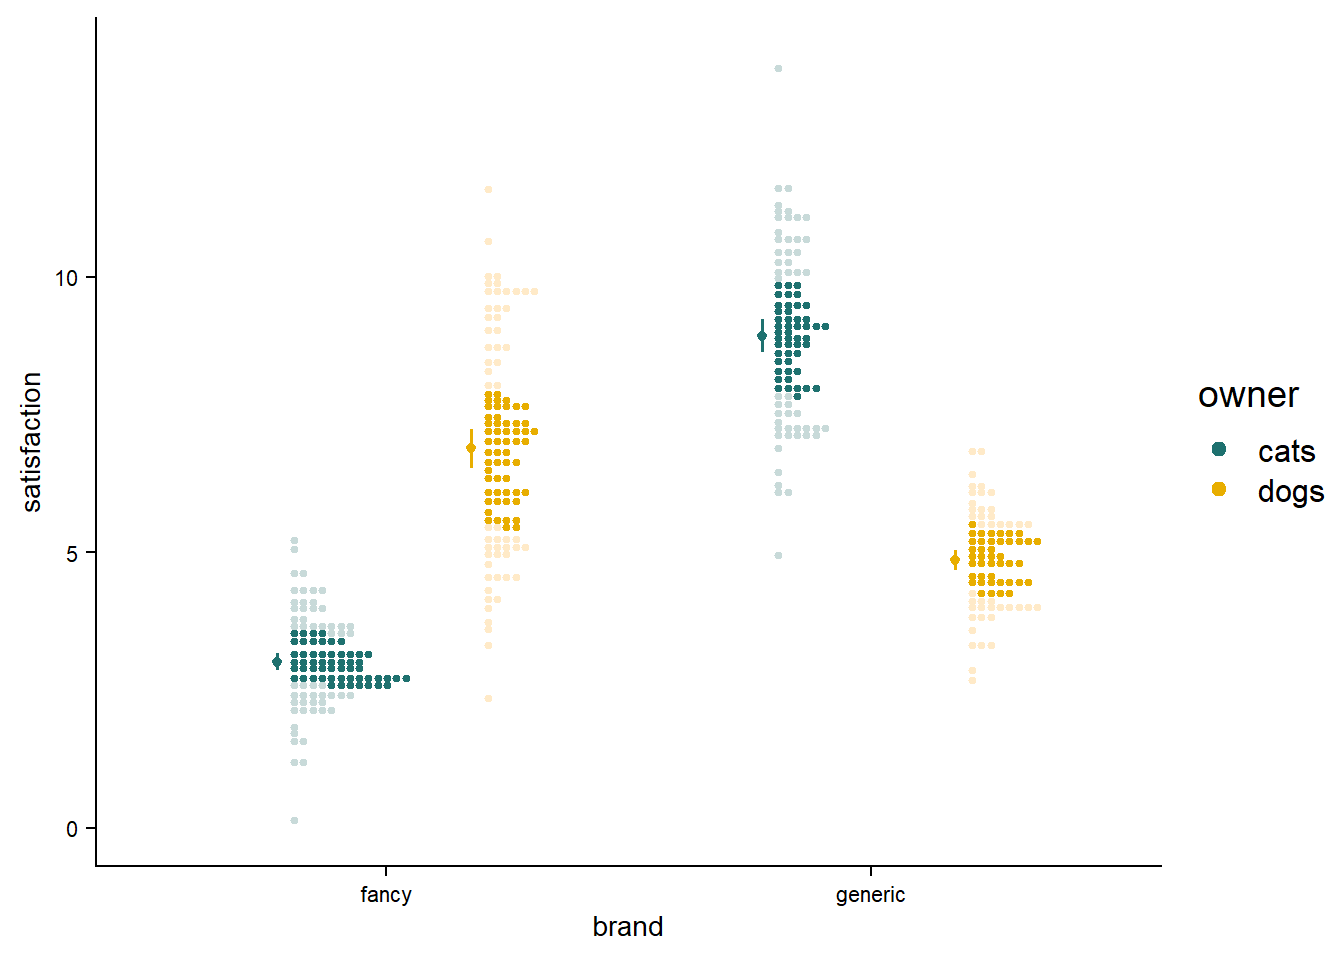 10
5
0
satisfaction
fancy
generic
brand
owner
cats
dogs